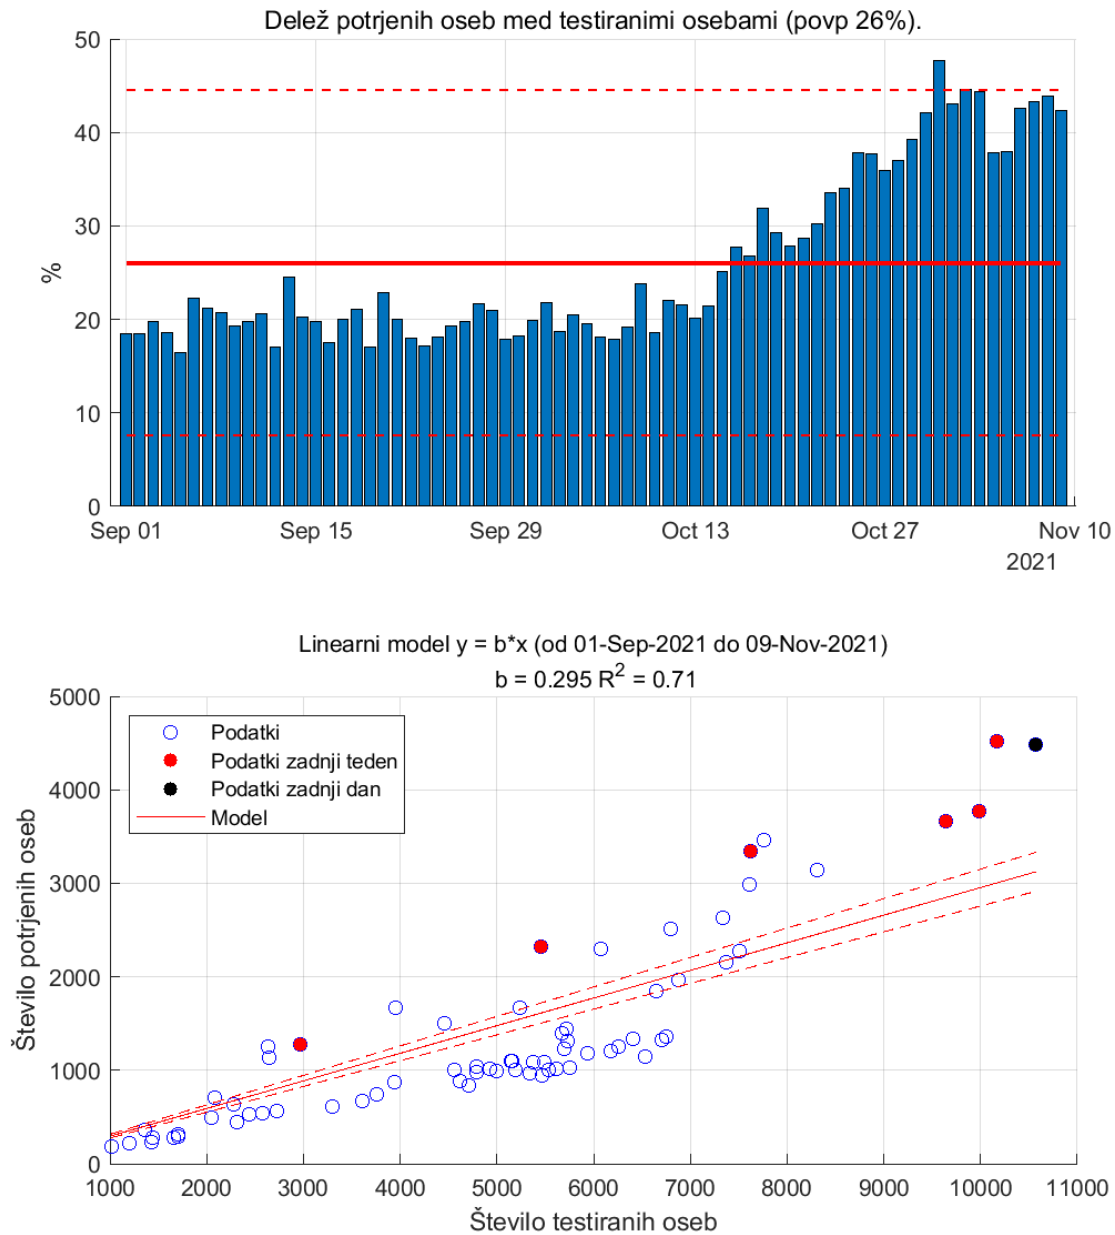 Delež potrjenih oseb med testiranimi osebami (povp 26%).
50
40
30
20
10
0
%
Sep 01 Sep 15 Sep 29 Oct 13 Oct 27 Nov 10
2021
Linearni model y = b*x (od 01-Sep-2021 do 09-Nov-2021)
b = 0.295 R² = 0.71
5000
4000
3000
2000
1000
0
Število potrjenih oseb
Podatki
Podatki zadnji teden
Podatki zadnji dan
Model
1000 2000 3000 4000 5000 6000 7000 8000 9000 10000 11000
Število testiranih oseb